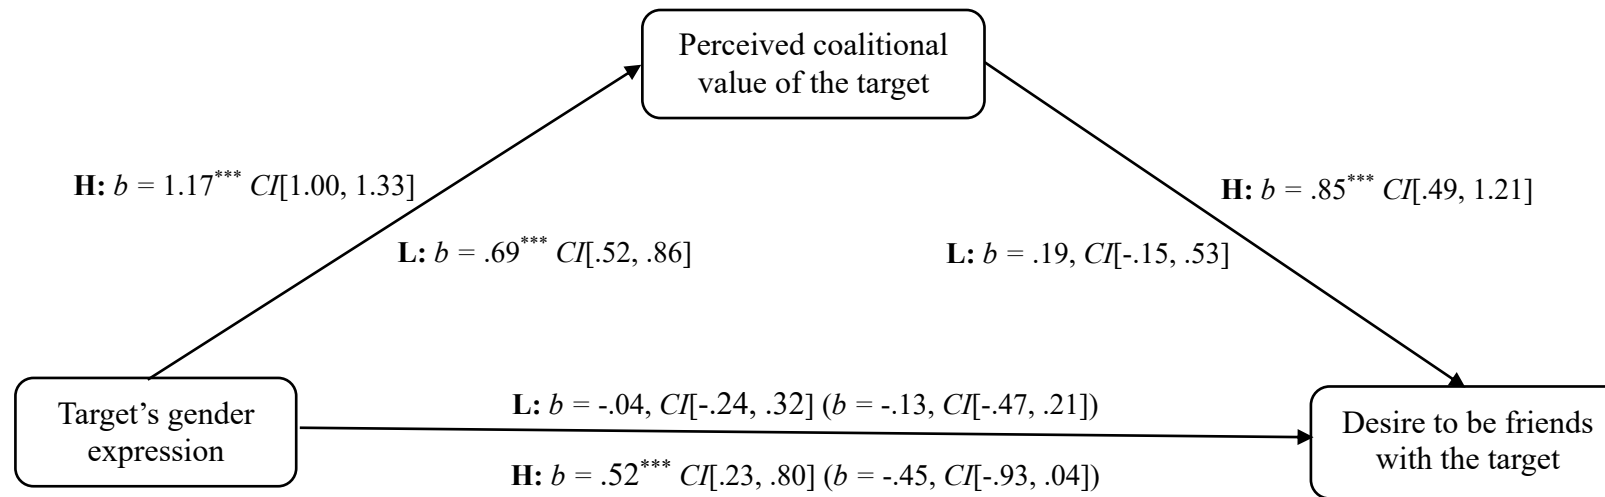 Perceived coalitional
value of the target
H: b = 1.17*** CI[1.00, 1.33]
H: b = .85*** CI[.49, 1.21]
L: b = .69*** CI[.52, .86]
L: b = .19, CI[-.15, .53]
Target’s gender
expression
L: b = -.04, CI[-.24, .32] (b = -.13, CI[-.47, .21])
H: b = .52*** CI[.23, .80] (b = -.45, CI[-.93, .04])
Desire to be friends
with the target